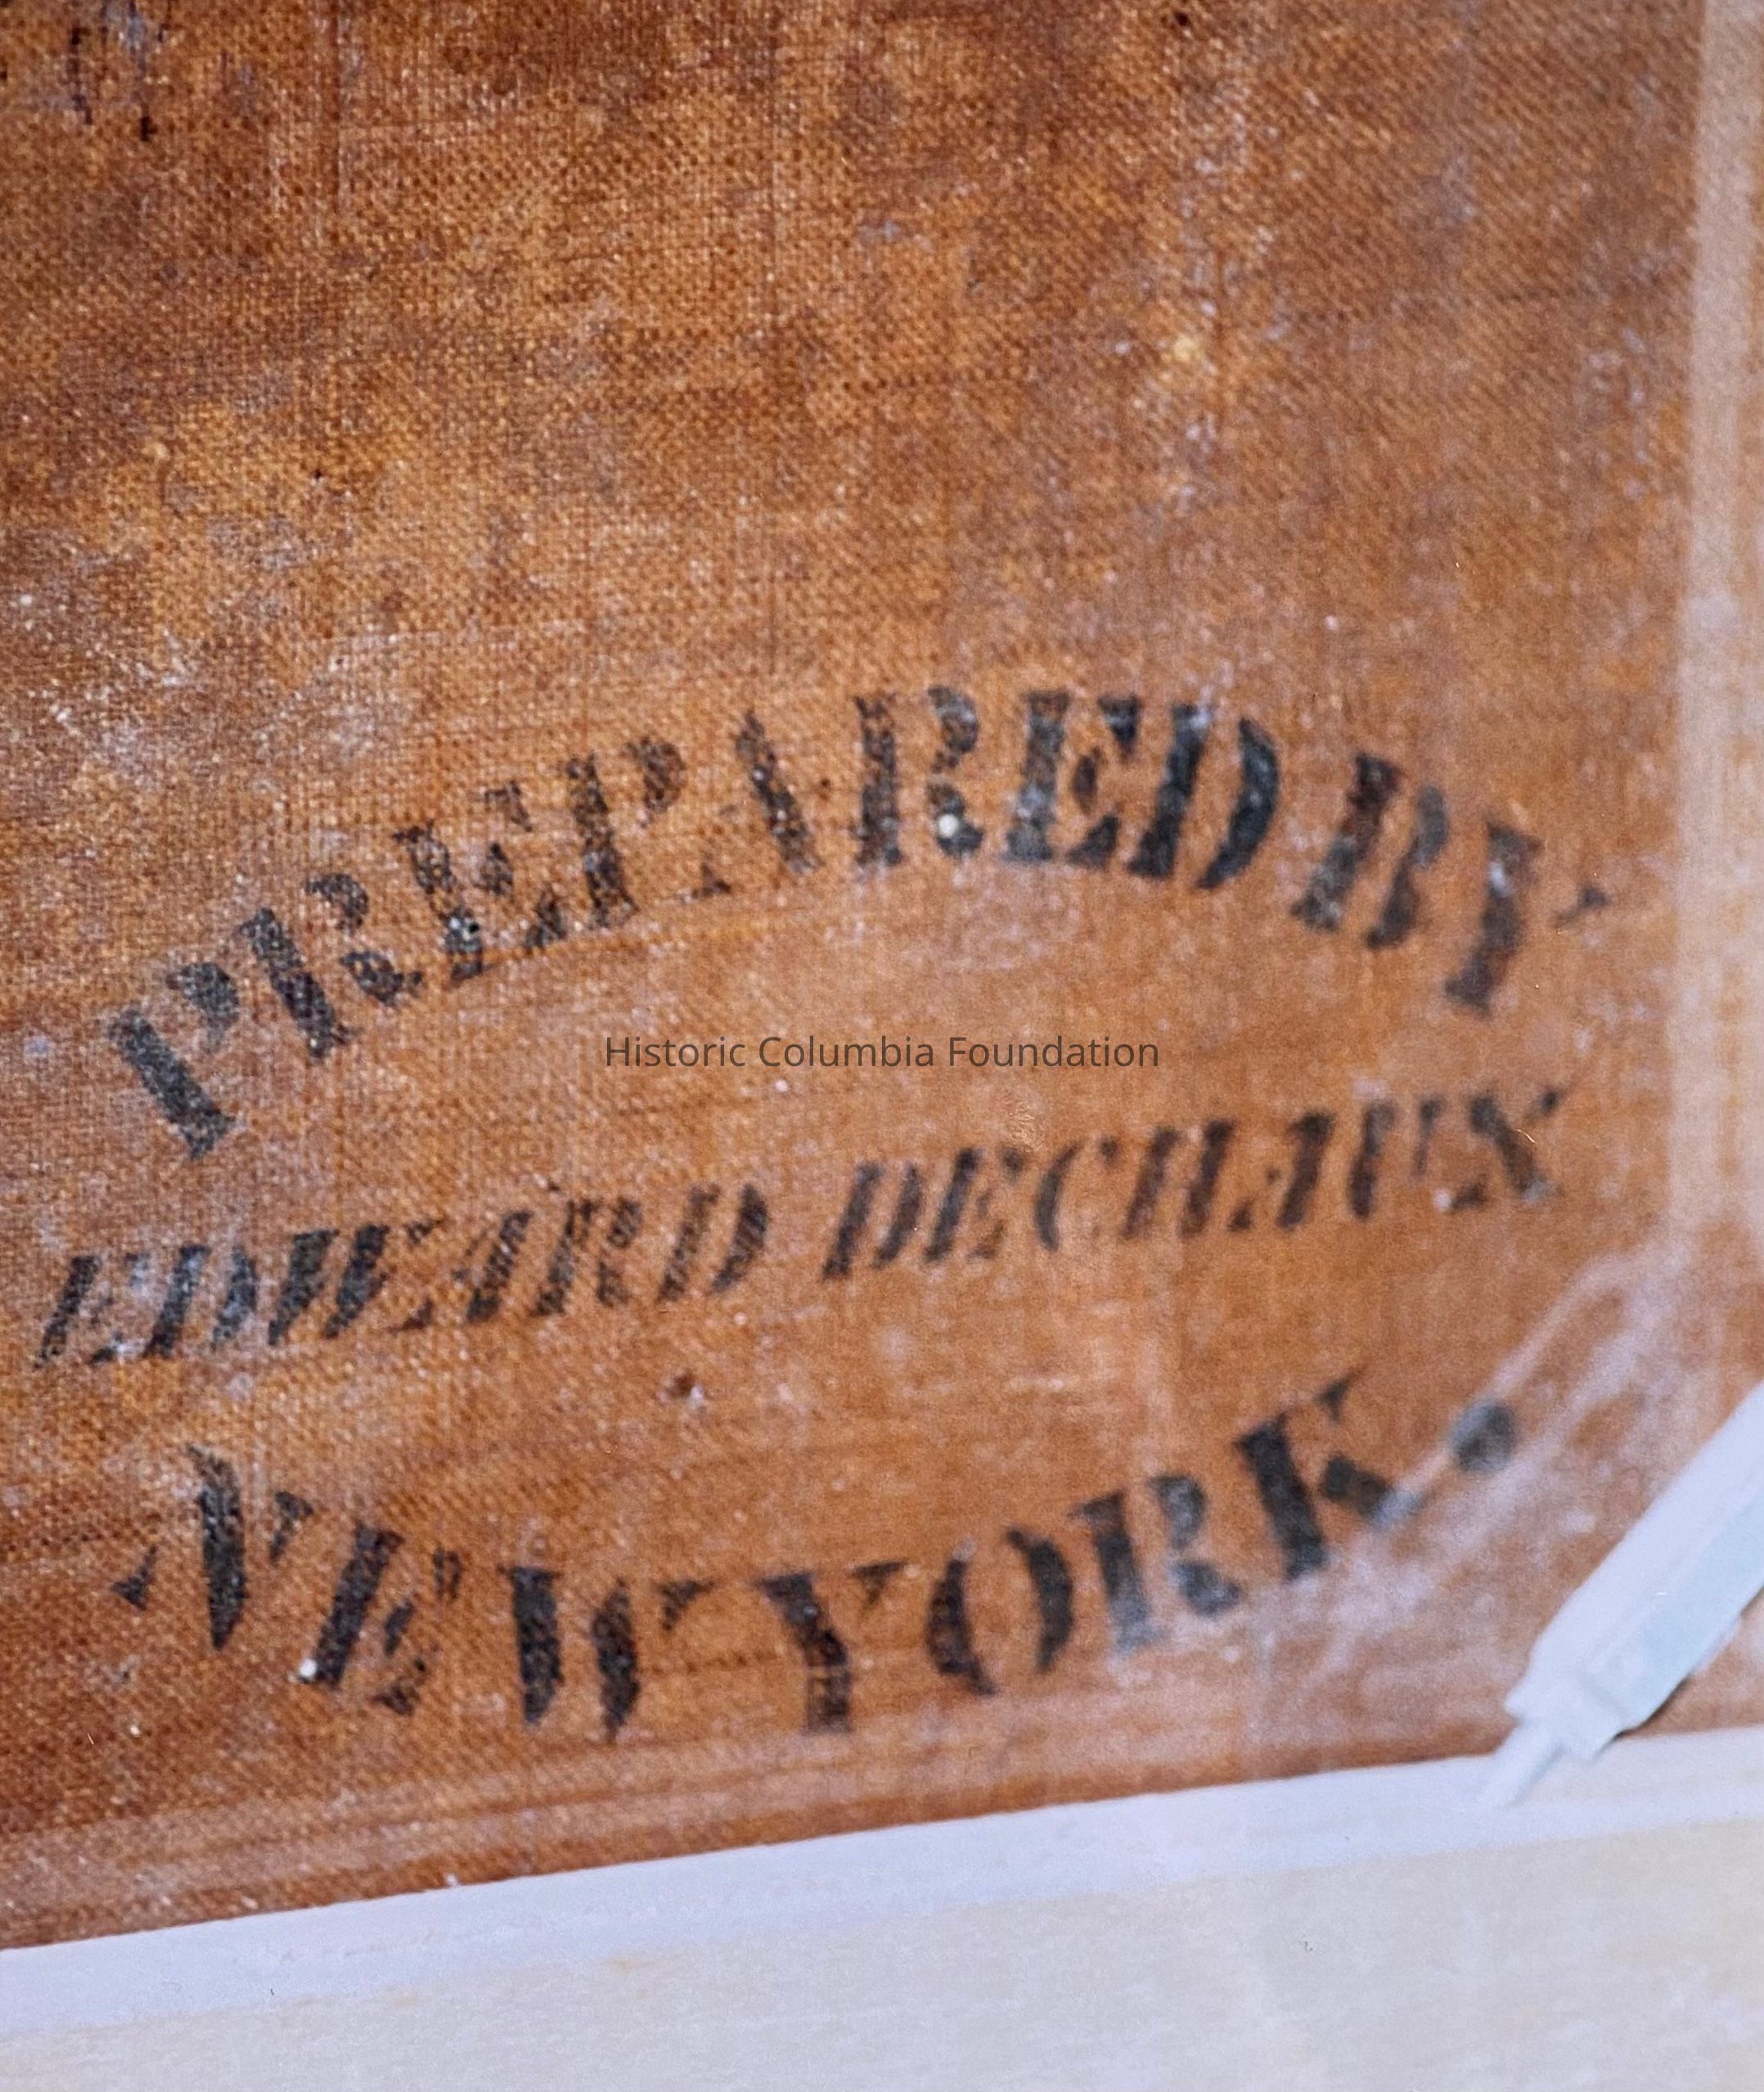 PREPARED BY
Historic Columbia Foundation
EDWARD DECHAUX
NEW YORK.